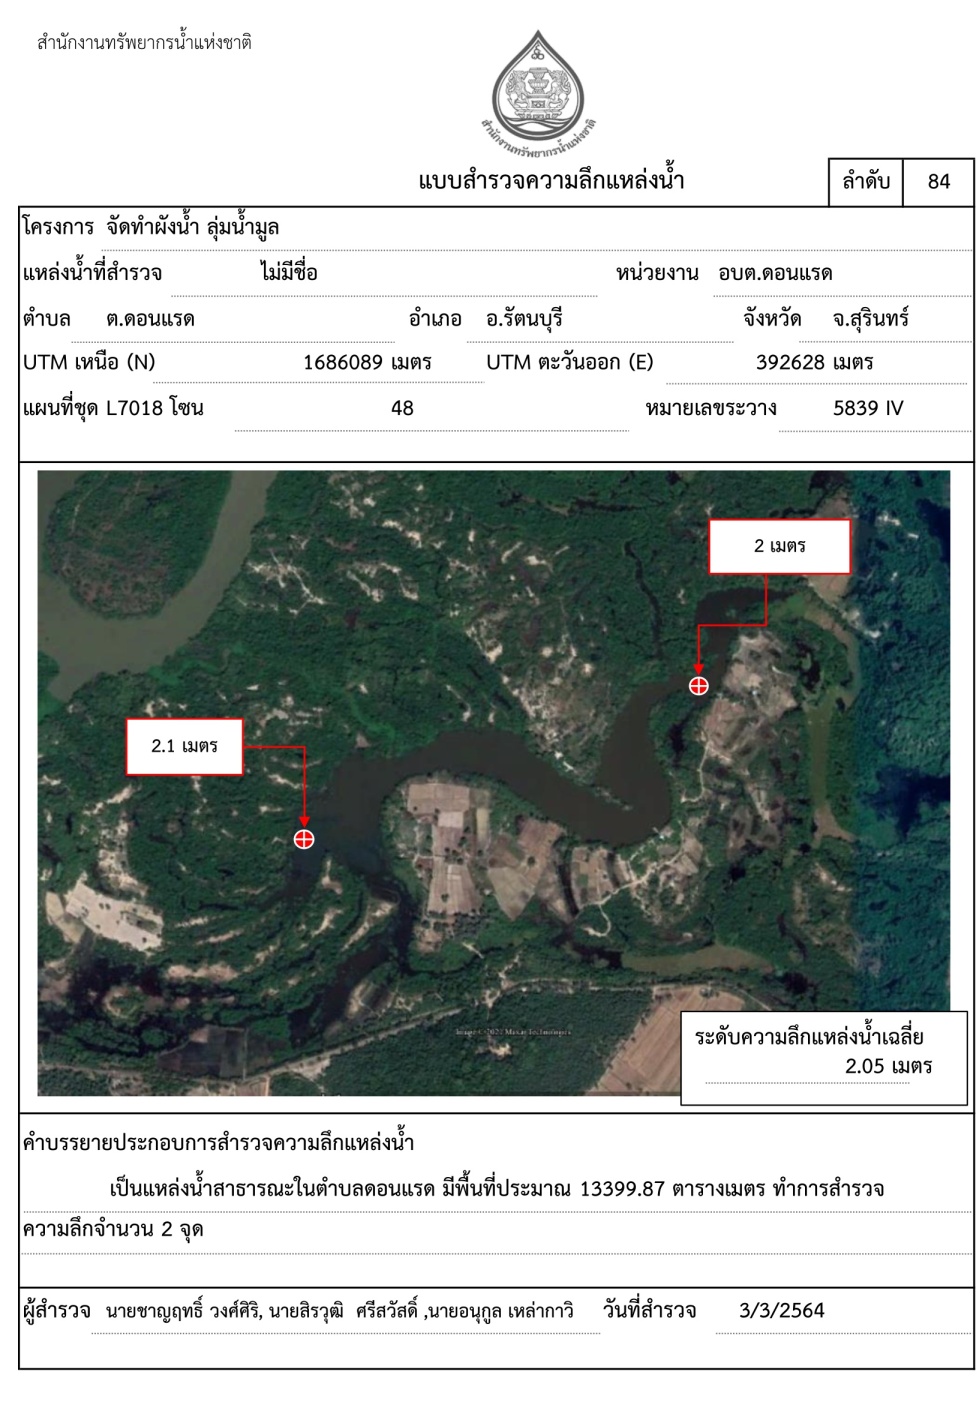 สำนักงานทรัพยากรน้ำแห่งชาติ
สำนักงานทรัพยากรน้ำแห่งชาติ
แบบสำรวจความลึกแหล่งน้ำ
ลำดับ 84
โครงการ จัดทำผังน้ำ ลุ่มน้ำมูล
แหล่งน้ำที่สำรวจ ไม่มีชื่อ หน่วยงาน อบต.ดอนแรด
ตำบล ต.ดอนแรด อำเภอ อ.รัตนบุรี จังหวัด จ.สุรินทร์
UTM เหนือ (N) 1686089 เมตร UTM ตะวันออก (E) 392628 เมตร
แผนที่ชุด L7018 โซน 48 หมายเลขระวาง 5839 IV
2 เมตร
2.1 เมตร
Image © 2022 Maxar Technologies
ระดับความลึกแหล่งน้ำเฉลี่ย
2.05 เมตร
คำบรรยายประกอบการสำรวจความลึกแหล่งน้ำ
เป็นแหล่งน้ำสาธารณะในตำบลดอนแรด มีพื้นที่ประมาณ 13399.87 ตารางเมตร ทำการสำรวจ
ความลึกจำนวน 2 จุด
ผู้สำรวจ นายชาญฤทธิ์ วงศ์ศิริ, นายสิรวุฒิ ศรีสวัสดิ์ ,นายอนุกูล เหล่ากาวิ วันที่สำรวจ 3/3/2564